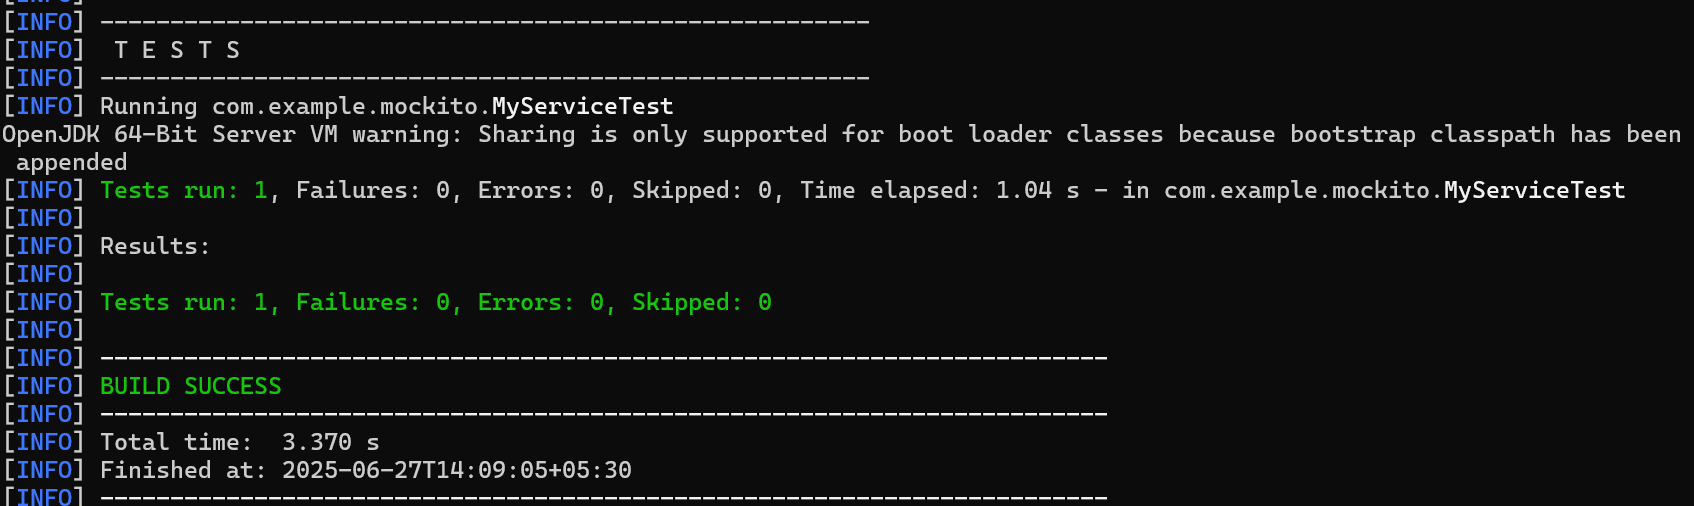 [INFO]
[INFO] -------------------------------------------------------
[INFO]  T E S T S
[INFO] -------------------------------------------------------
[INFO] Running com.example.mockito.MyServiceTest
OpenJDK 64-Bit Server VM warning: Sharing is only supported for boot loader classes because bootstrap classpath has been
 appended
[INFO] Tests run: 1, Failures: 0, Errors: 0, Skipped: 0, Time elapsed: 1.04 s - in com.example.mockito.MyServiceTest
[INFO]
[INFO] Results:
[INFO]
[INFO] Tests run: 1, Failures: 0, Errors: 0, Skipped: 0
[INFO]
[INFO] ------------------------------------------------------------------------
[INFO] BUILD SUCCESS
[INFO] ------------------------------------------------------------------------
[INFO] Total time:  3.370 s
[INFO] Finished at: 2025-06-27T14:09:05+05:30
[INFO] ------------------------------------------------------------------------